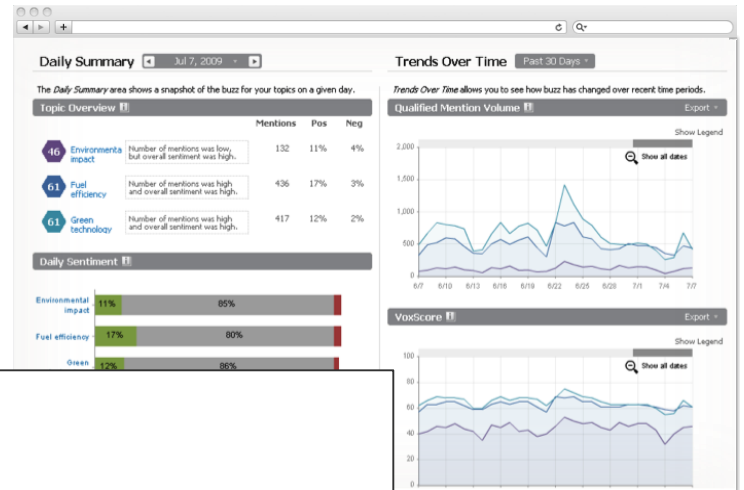 Daily Summary Jul 7, 2009
The Daily Summary area shows a snapshot of the buzz for your topics on a given day.
Topic Overview
Mentions Pos Neg
46 Environmenta impact Number of mentions was low, but overall sentiment was high. 132 11% 4%
61 Fuel efficiency Number of mentions was high and overall sentiment was high. 436 17% 3%
61 Green technology Number of mentions was high and overall sentiment was high. 417 12% 2%
Daily Sentiment
Environmental impact 11% 85%
Fuel efficiency 17% 80%
Green 12% 86%
Trends Over Time Past 30 Days
Trends Over Time allows you to see how buzz has changed over recent time periods.
Qualified Mention Volume Export
Show Legend
Show all dates
2,000
1,500
1,000
500
0
6/7 6/10 6/13 6/16 6/19 6/22 6/25 6/28 7/1 7/4 7/7
VoxScore Export
Show Legend
Show all dates
100
80
60
40
20
0